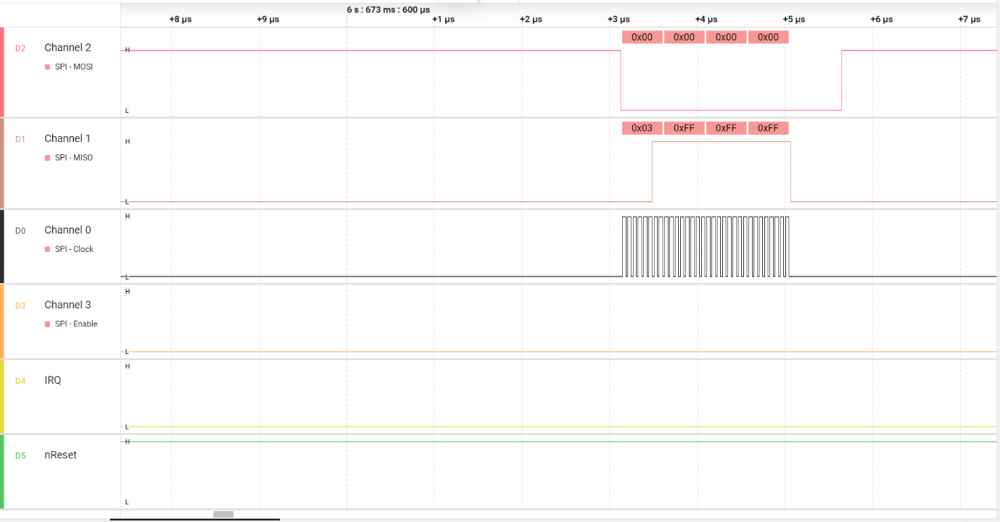 6 s : 673 ms : 600 µs
+8 µs +9 µs +1 µs +2 µs +3 µs +4 µs +5 µs +6 µs +7 µs
0x00 0x00 0x00 0x00
D2 Channel 2 H
SPI - MOSI
L
0x03 0xFF 0xFF 0xFF
D1 Channel 1 H
SPI - MISO
L
H
D0 Channel 0
SPI - Clock
L
H
D3 Channel 3
SPI - Enable
L
H
D4 IRQ
L
H
D5 nReset
L